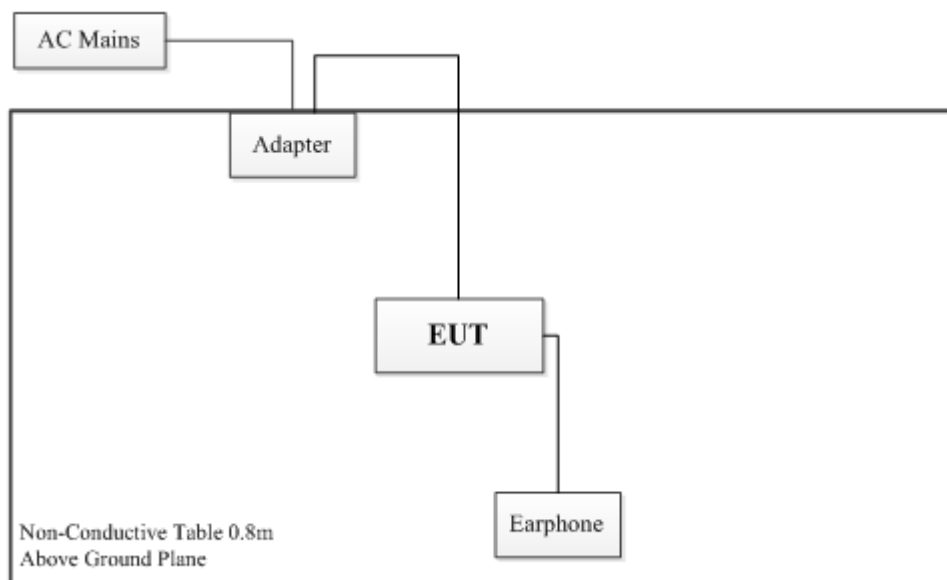 AC Mains
Adapter
EUT
Earphone
Non-Conductive Table 0.8m
Above Ground Plane